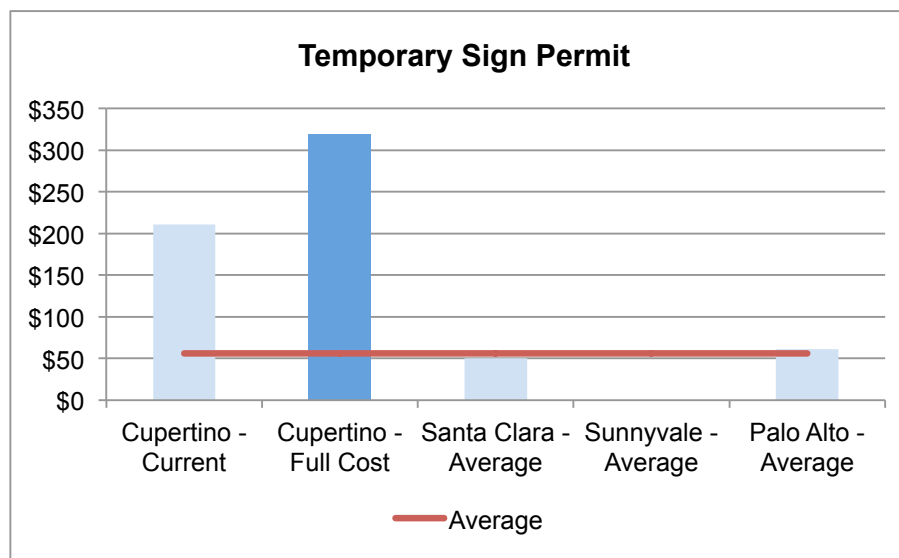 Temporary Sign Permit
$350
$300
$250
$200
$150
$100
$50
$0
Cupertino -
Current
Cupertino -
Full Cost
Santa Clara -
Average
Sunnyvale -
Average
Palo Alto -
Average
Average